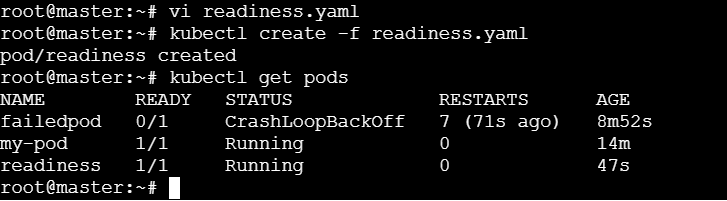 root@master:~# vi readiness.yaml
root@master:~# kubectl create -f readiness.yaml
pod/readiness created
root@master:~# kubectl get pods
NAME READY STATUS RESTARTS AGE
failedpod 0/1 CrashLoopBackOff 7 (71s ago) 8m52s
my-pod 1/1 Running 0 14m
readiness 1/1 Running 0 47s
root@master:~#